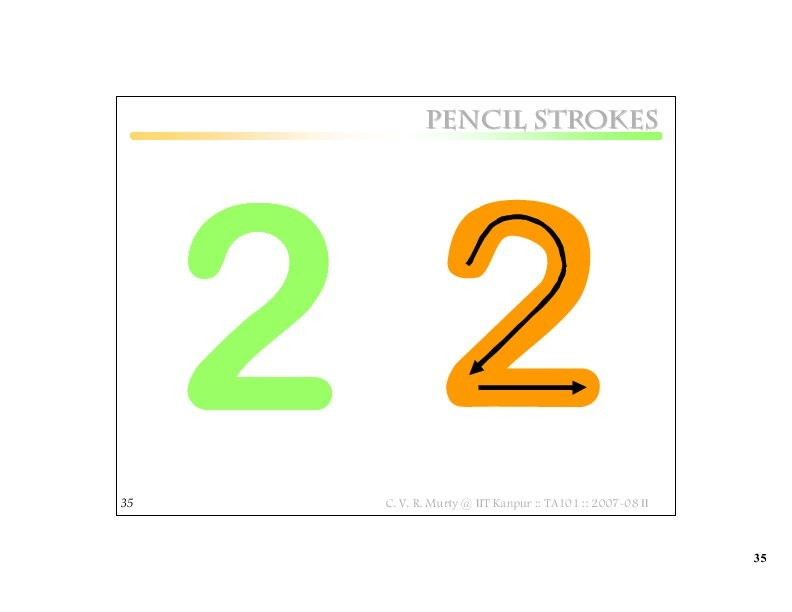 PENCIL STROKES
2 2
35 C. V. R. Murty @ IIT Kanpur :: TA101 :: 2007-08 II
35